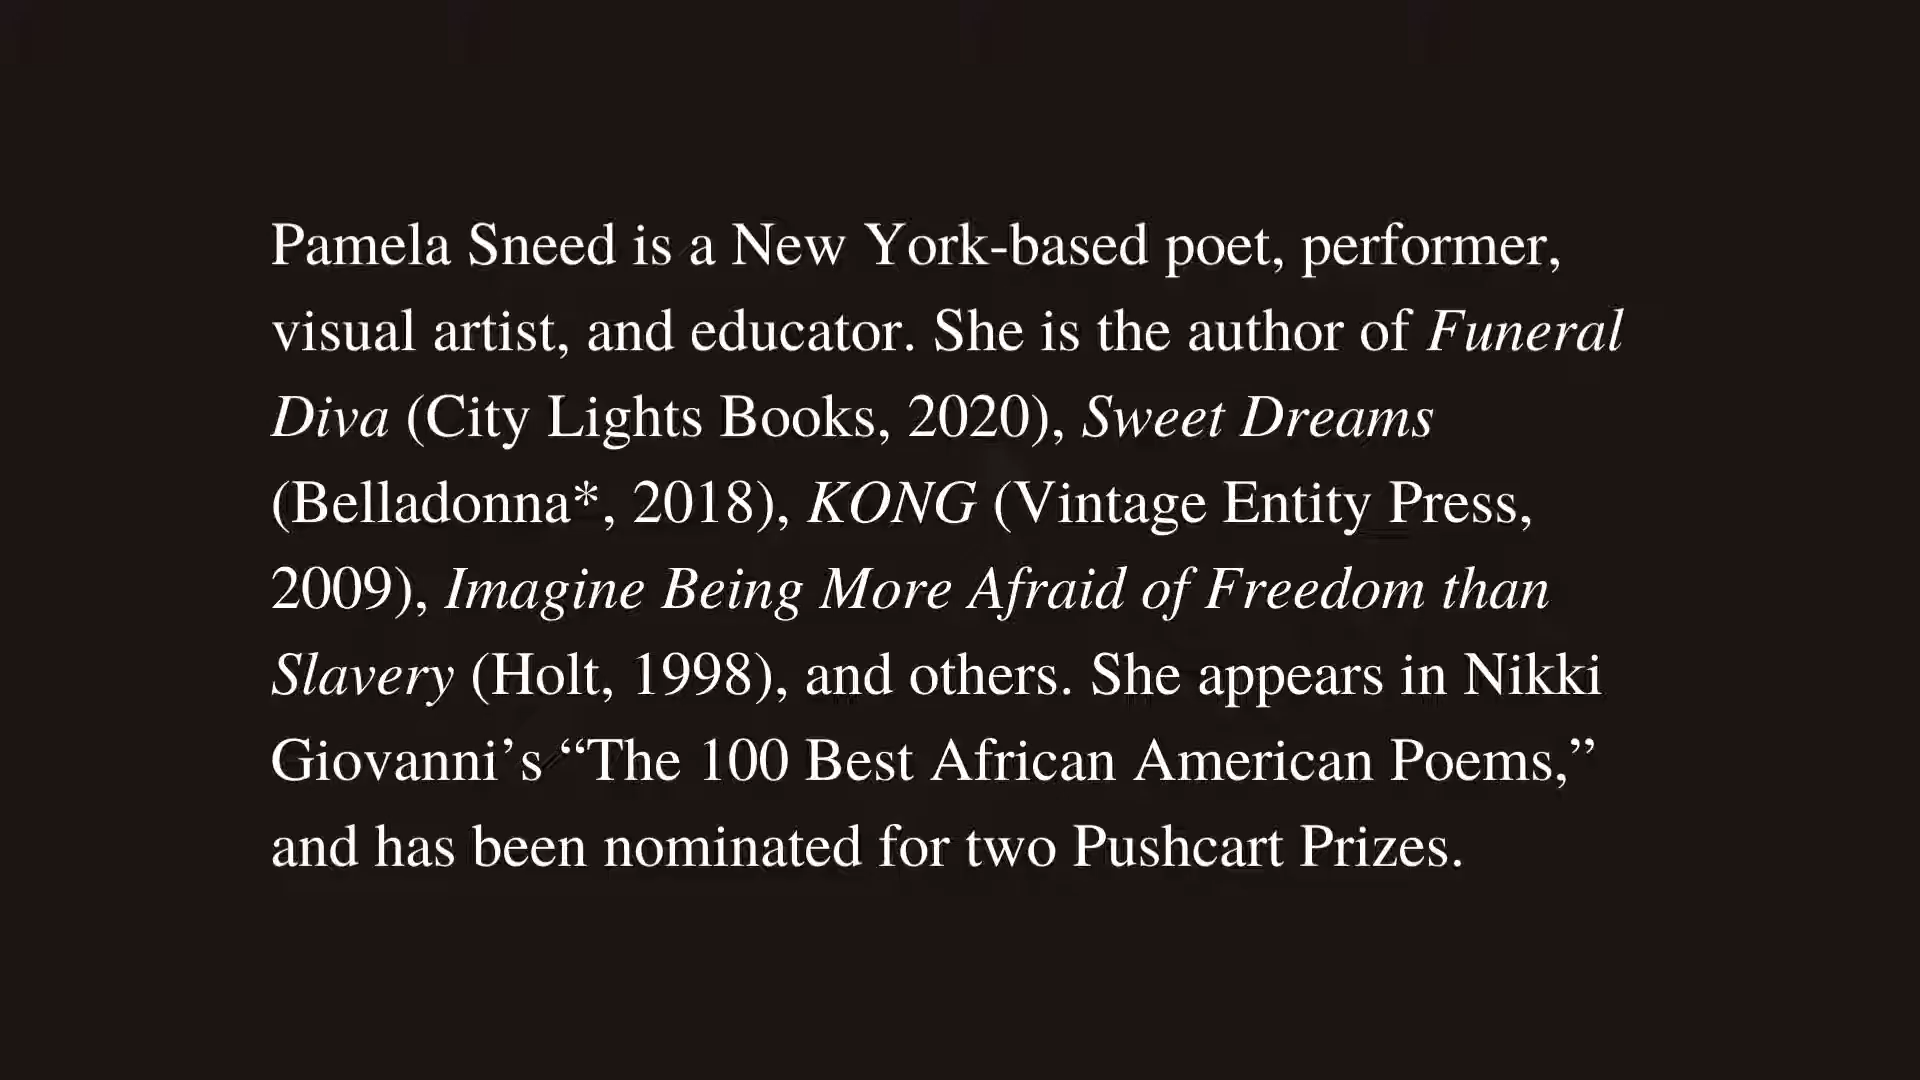 Pamela Sneed is a New York-based poet, performer,
visual artist, and educator. She is the author of Funeral
Diva (City Lights Books, 2020), Sweet Dreams
(Belladonna*, 2018), KONG (Vintage Entity Press,
2009), Imagine Being More Afraid of Freedom than
Slavery (Holt, 1998), and others. She appears in Nikki
Giovanni’s “The 100 Best African American Poems,”
and has been nominated for two Pushcart Prizes.